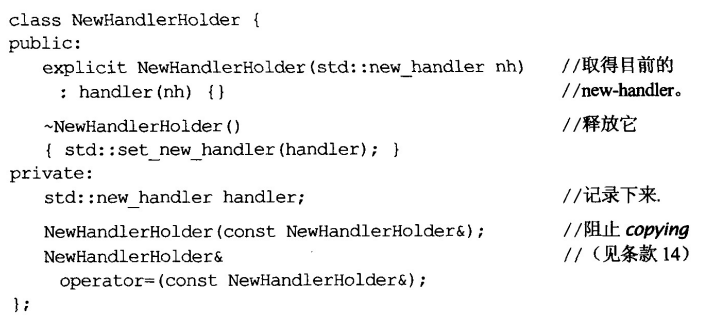 class NewHandlerHolder {
public:
explicit NewHandlerHolder(std::new_handler nh) //取得目前的
: handler(nh) {} //new-handler。
~NewHandlerHolder() //释放它
{ std::set_new_handler(handler); }
private:
std::new_handler handler; //记录下来.
NewHandlerHolder(const NewHandlerHolder&); //阻止 copying
NewHandlerHolder& //（见条款 14）
operator=(const NewHandlerHolder&);
};